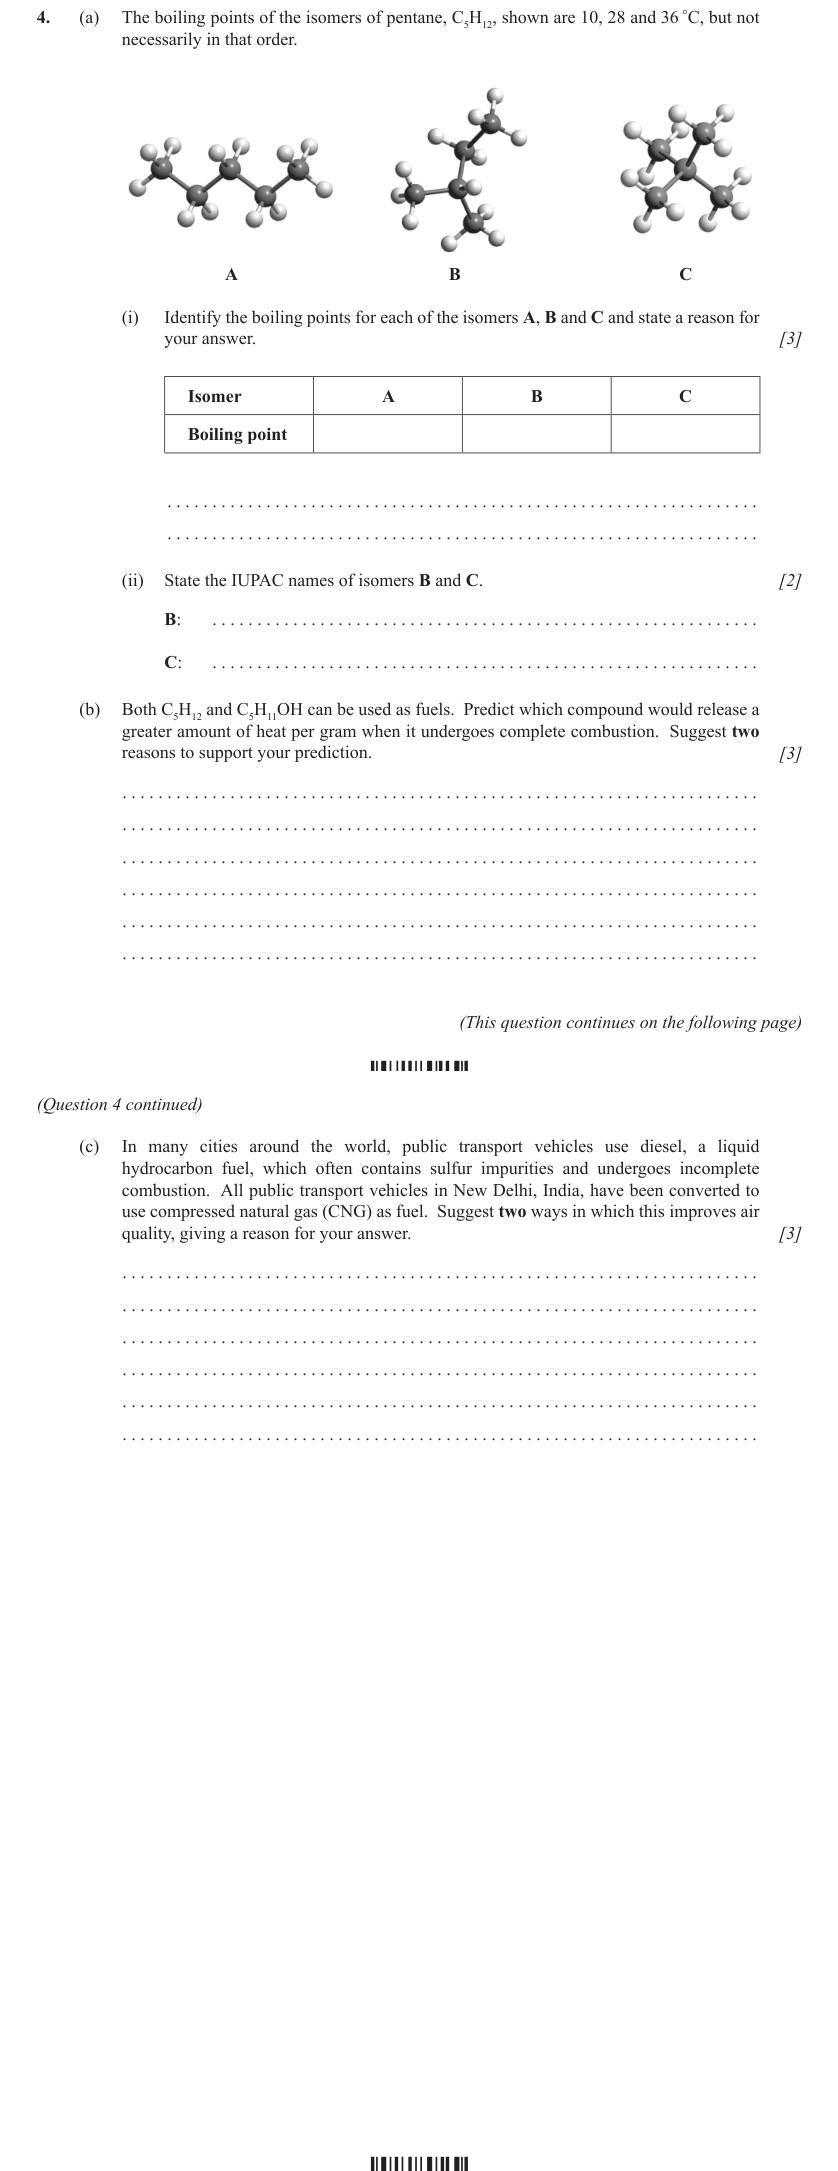 4. (a) The boiling points of the isomers of pentane, C₅H₁₂, shown are 10, 28 and 36 °C, but not
necessarily in that order.
A B C
(i) Identify the boiling points for each of the isomers A, B and C and state a reason for
your answer. [3]
Isomer A B C
Boiling point
(ii) State the IUPAC names of isomers B and C. [2]
B:
C:
(b) Both C₅H₁₂ and C₅H₁₁OH can be used as fuels. Predict which compound would release a
greater amount of heat per gram when it undergoes complete combustion. Suggest two
reasons to support your prediction. [3]
(This question continues on the following page)
(Question 4 continued)
(c) In many cities around the world, public transport vehicles use diesel, a liquid
hydrocarbon fuel, which often contains sulfur impurities and undergoes incomplete
combustion. All public transport vehicles in New Delhi, India, have been converted to
use compressed natural gas (CNG) as fuel. Suggest two ways in which this improves air
quality, giving a reason for your answer. [3]